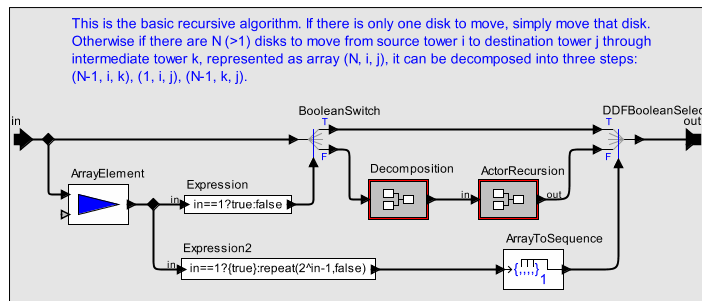 This is the basic recursive algorithm. If there is only one disk to move, simply move that disk.
Otherwise if there are N (>1) disks to move from source tower i to destination tower j through
intermediate tower k, represented as array (N, i, j), it can be decomposed into three steps:
(N-1, i, k), (1, i, j), (N-1, k, j).
BooleanSwitch
DDFBooleanSelec
in
T
T
out
F
F
ArrayElement
Decomposition
ActorRecursion
Expression
in
in==1?true:false
in
out
Expression2
in
in==1?{true}:repeat(2^in-1,false)
ArrayToSequence
{,,,,}
1